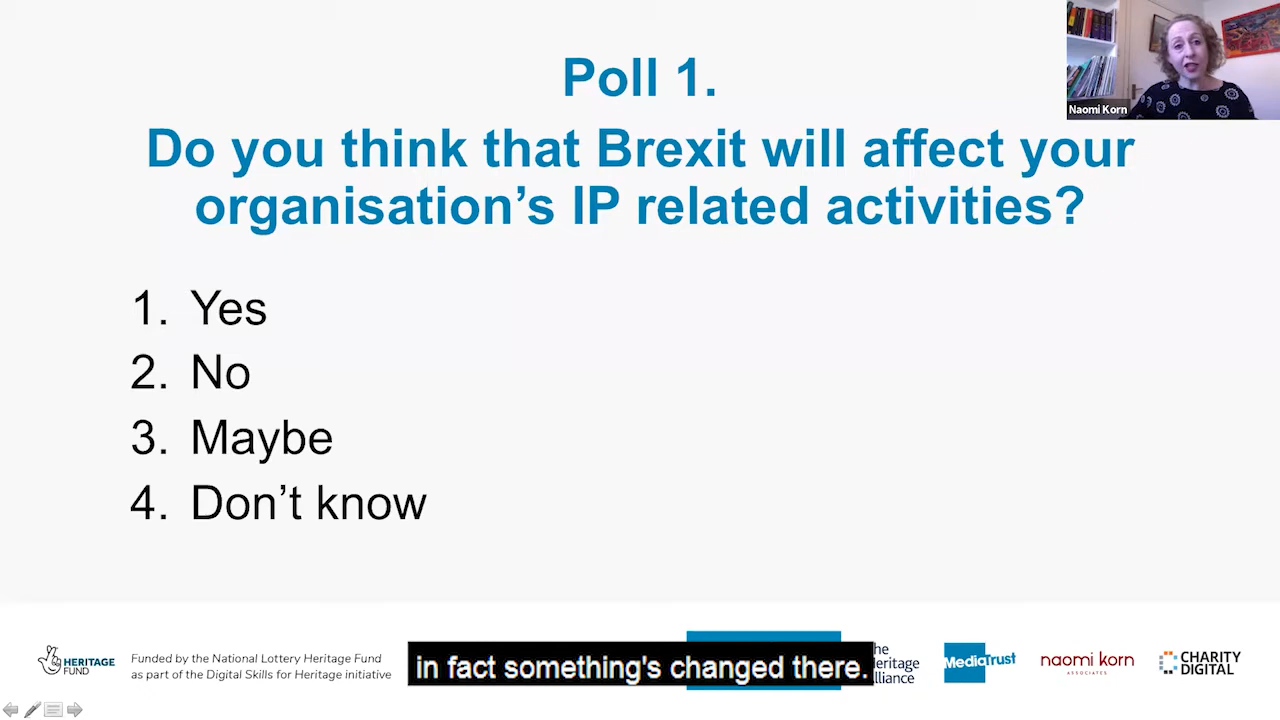 Poll 1.
Do you think that Brexit will affect your
organisation’s IP related activities?
1. Yes
2. No
3. Maybe
4. Don’t know
Naomi Korn
HERITAGE
FUND
Funded by the National Lottery Heritage Fund
as part of the Digital Skills for Heritage initiative
in fact something's changed there.
MediaTrust
naomi korn
ASSOCIATES
CHARITY
DIGITAL